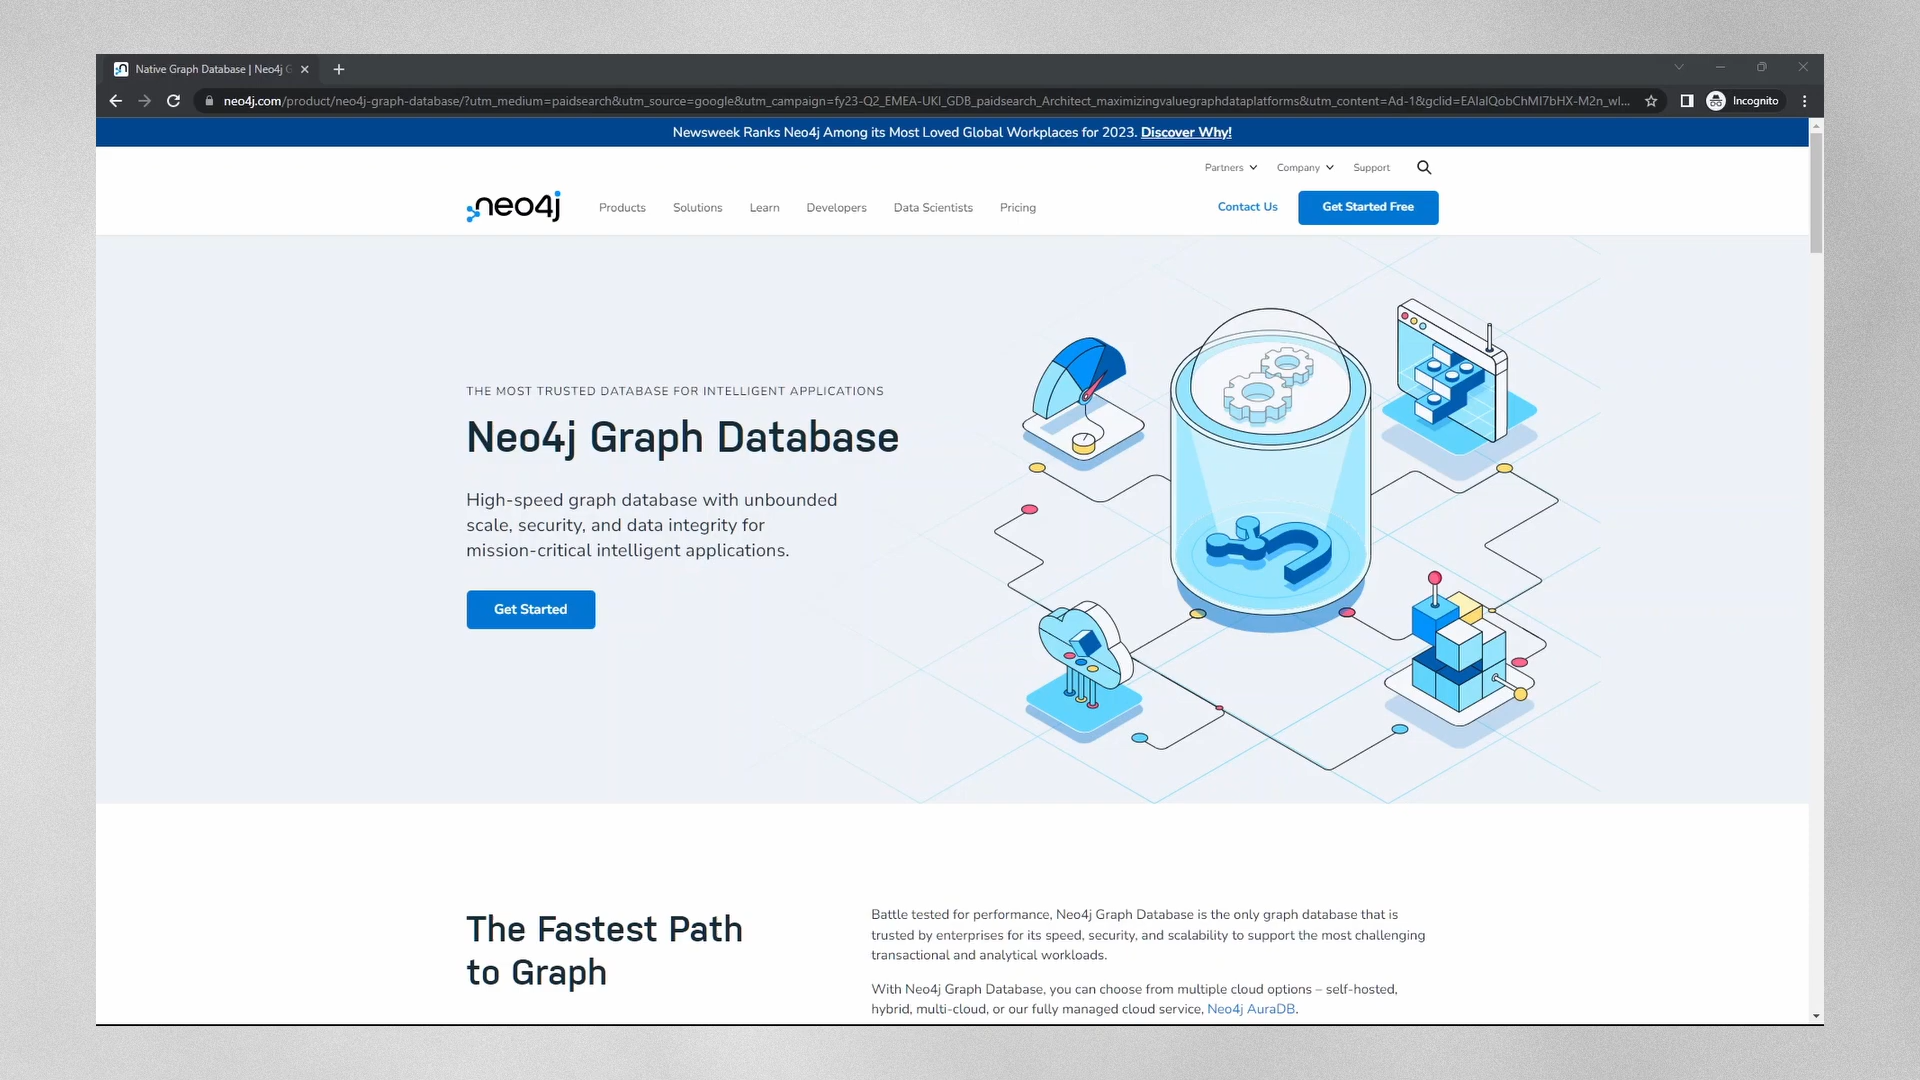 Native Graph Database | Neo4j G
neo4j.com/product/neo4j-graph-database/?utm_medium=paidsearch&utm_source=google&utm_campaign=fy23-Q2_EMEA-UKI_GDB_paidsearch_Architect_maximizingvaluegraphdataplatforms&utm_content=Ad-1&gclid=EAIaIQobChMI7bHX-M2n_wI...
Incognito
Newsweek Ranks Neo4j Among its Most Loved Global Workplaces for 2023. Discover Why!
Partners Company Support
neo4j Products Solutions Learn Developers Data Scientists Pricing Contact Us Get Started Free
THE MOST TRUSTED DATABASE FOR INTELLIGENT APPLICATIONS
Neo4j Graph Database
High-speed graph database with unbounded
scale, security, and data integrity for
mission-critical intelligent applications.
Get Started
The Fastest Path
to Graph
Battle tested for performance, Neo4j Graph Database is the only graph database that is
trusted by enterprises for its speed, security, and scalability to support the most challenging
transactional and analytical workloads.
With Neo4j Graph Database, you can choose from multiple cloud options – self-hosted,
hybrid, multi-cloud, or our fully managed cloud service, Neo4j AuraDB.